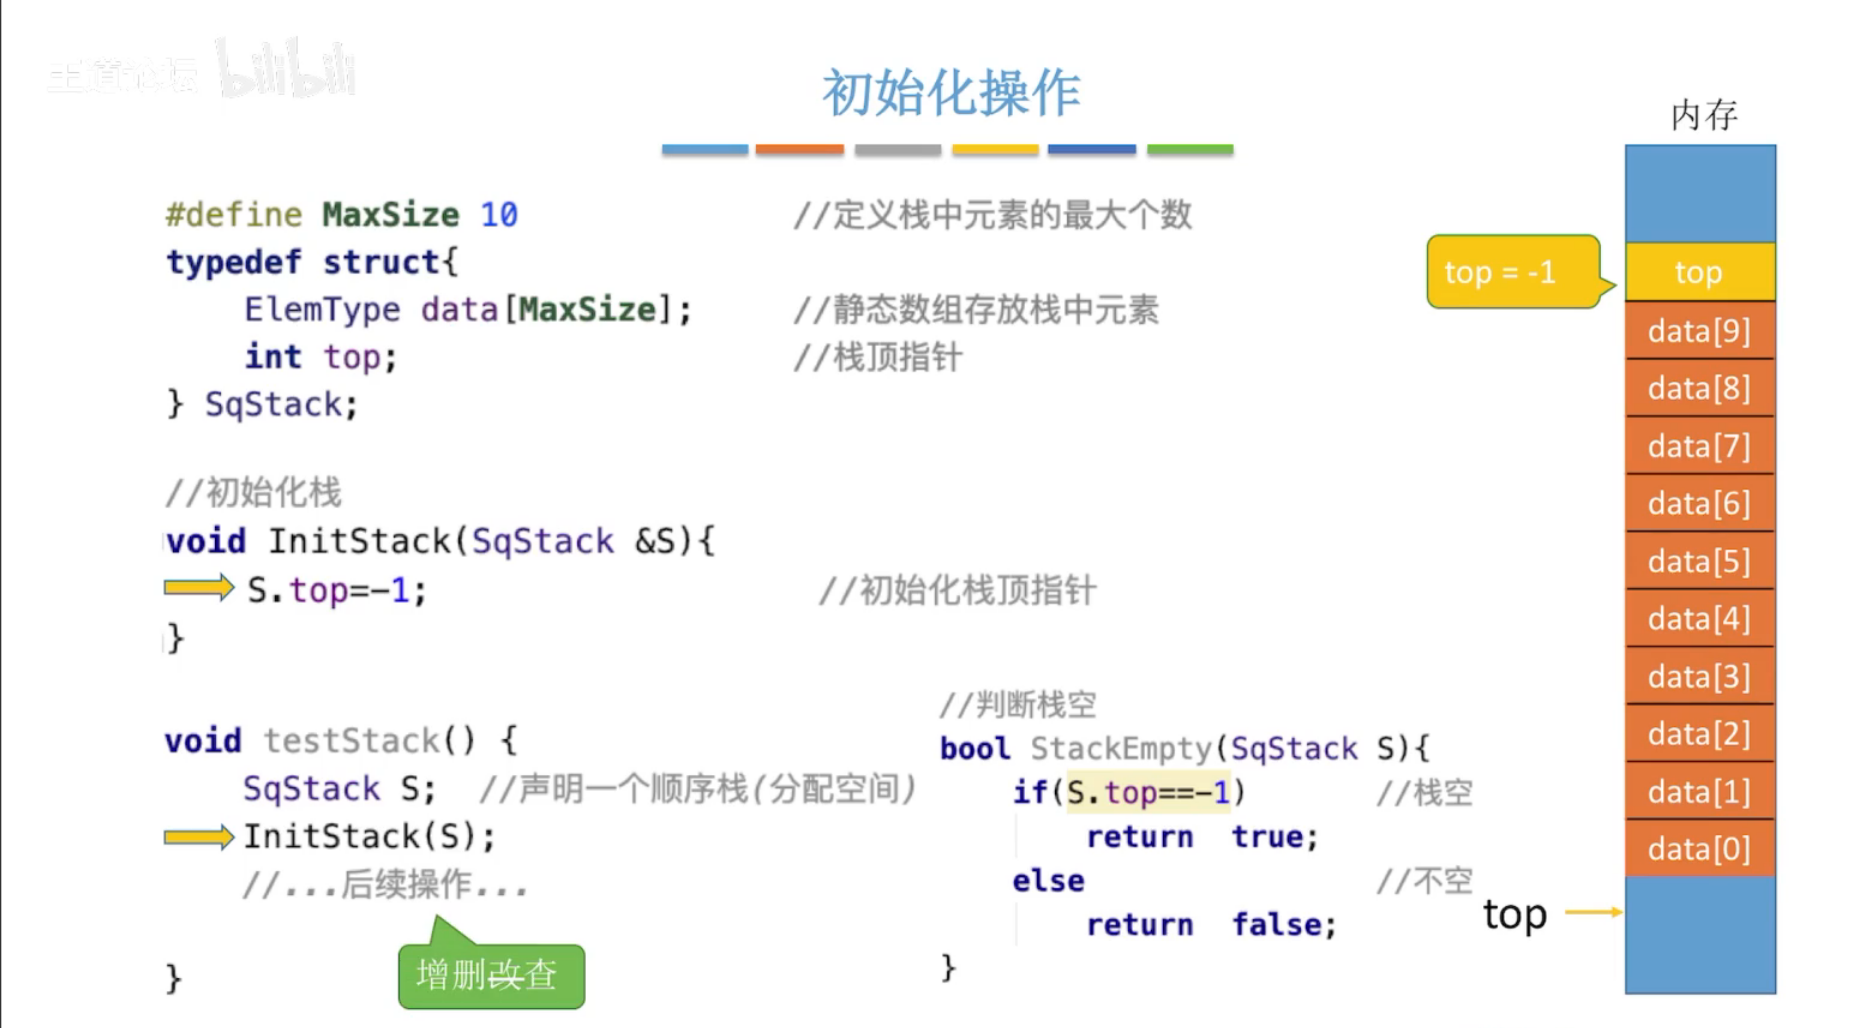 王道论坛 bilibili
初始化操作
#define MaxSize 10 //定义栈中元素的最大个数
typedef struct{
ElemType data[MaxSize]; //静态数组存放栈中元素
int top; //栈顶指针
} SqStack;
//初始化栈
void InitStack(SqStack &S){
S.top=-1; //初始化栈顶指针
}
void testStack() {
SqStack S; //声明一个顺序栈(分配空间)
InitStack(S);
//...后续操作...
}
增删改查
//判断栈空
bool StackEmpty(SqStack S){
if(S.top==-1) //栈空
return true;
else //不空
return false;
}
内存
top = -1
top
data[9]
data[8]
data[7]
data[6]
data[5]
data[4]
data[3]
data[2]
data[1]
data[0]
top